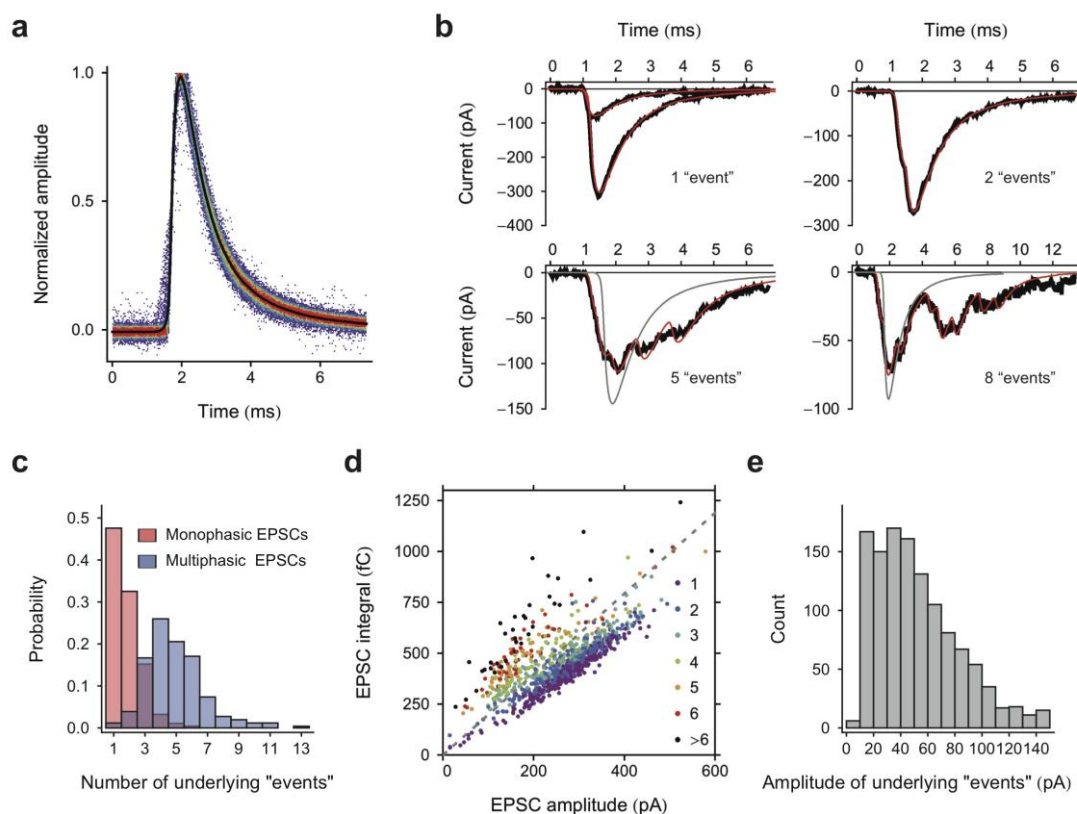 a
1.0
0.5
0.0
Normalized amplitude
0 2 4 6
Time (ms)
b
Time (ms)
0 1 2 3 4 5 6
0
−100
−200
−300
−400
Current (pA)
1 “event”
Time (ms)
0 1 2 3 4 5 6
0
−100
−200
−300
2 “events”
0 1 2 3 4 5 6
0
−50
−100
−150
Current (pA)
5 “events”
0 2 4 6 8 10 12
0
−50
−100
8 “events”
c
0.5
0.4
0.3
0.2
0.1
0.0
Probability
Monophasic EPSCs
Multiphasic EPSCs
1 3 5 7 9 11 13
Number of underlying "events"
d
1250
1000
750
500
250
0
EPSC integral (fC)
1
2
3
4
5
6
>6
0 200 400 600
EPSC amplitude (pA)
e
150
100
50
0
Count
0 20 40 60 80 100 120 140
Amplitude of underlying "events" (pA)